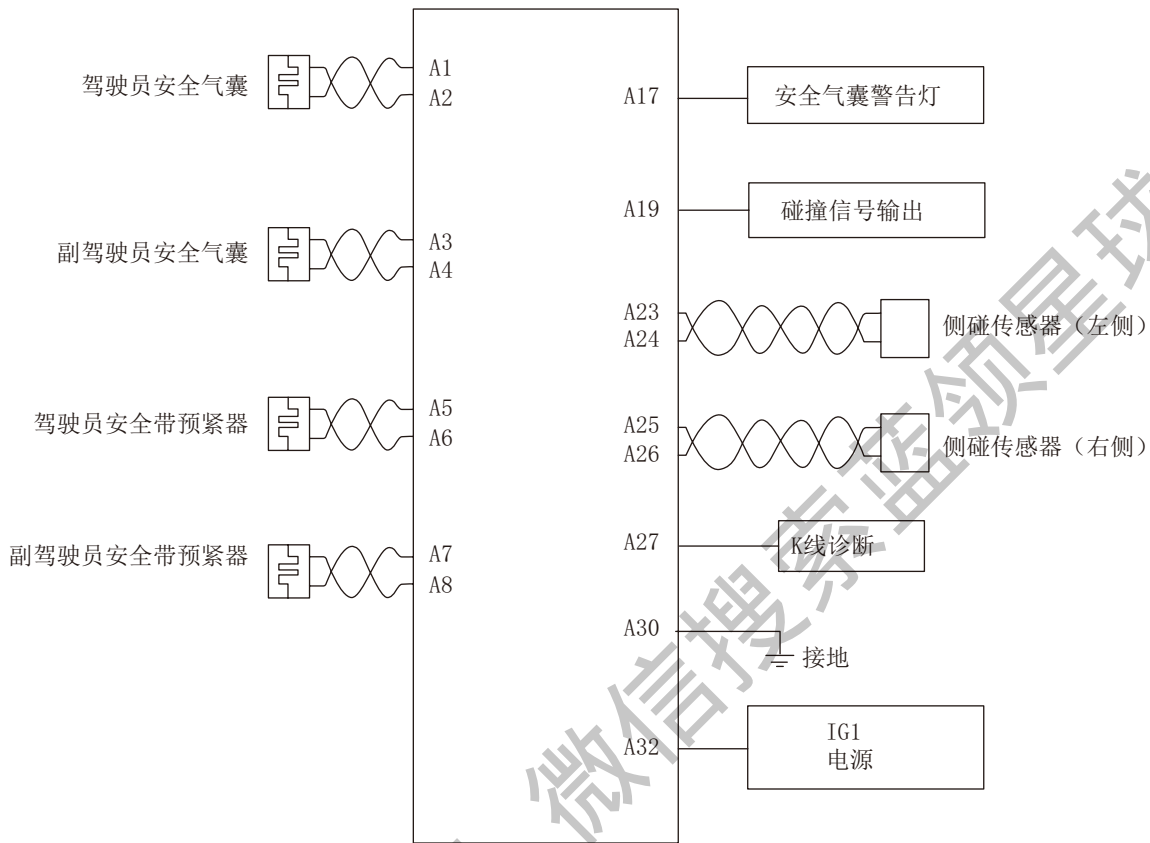 驾驶员安全气囊
A1
A2
副驾驶员安全气囊
A3
A4
驾驶员安全带预紧器
A5
A6
副驾驶员安全带预紧器
A7
A8
A17
安全气囊警告灯
A19
碰撞信号输出
A23
A24
侧碰传感器（左侧）
A25
A26
侧碰传感器（右侧）
A27
K线诊断
A30
接地
A32
IG1
电源
微信搜索蓝领星球